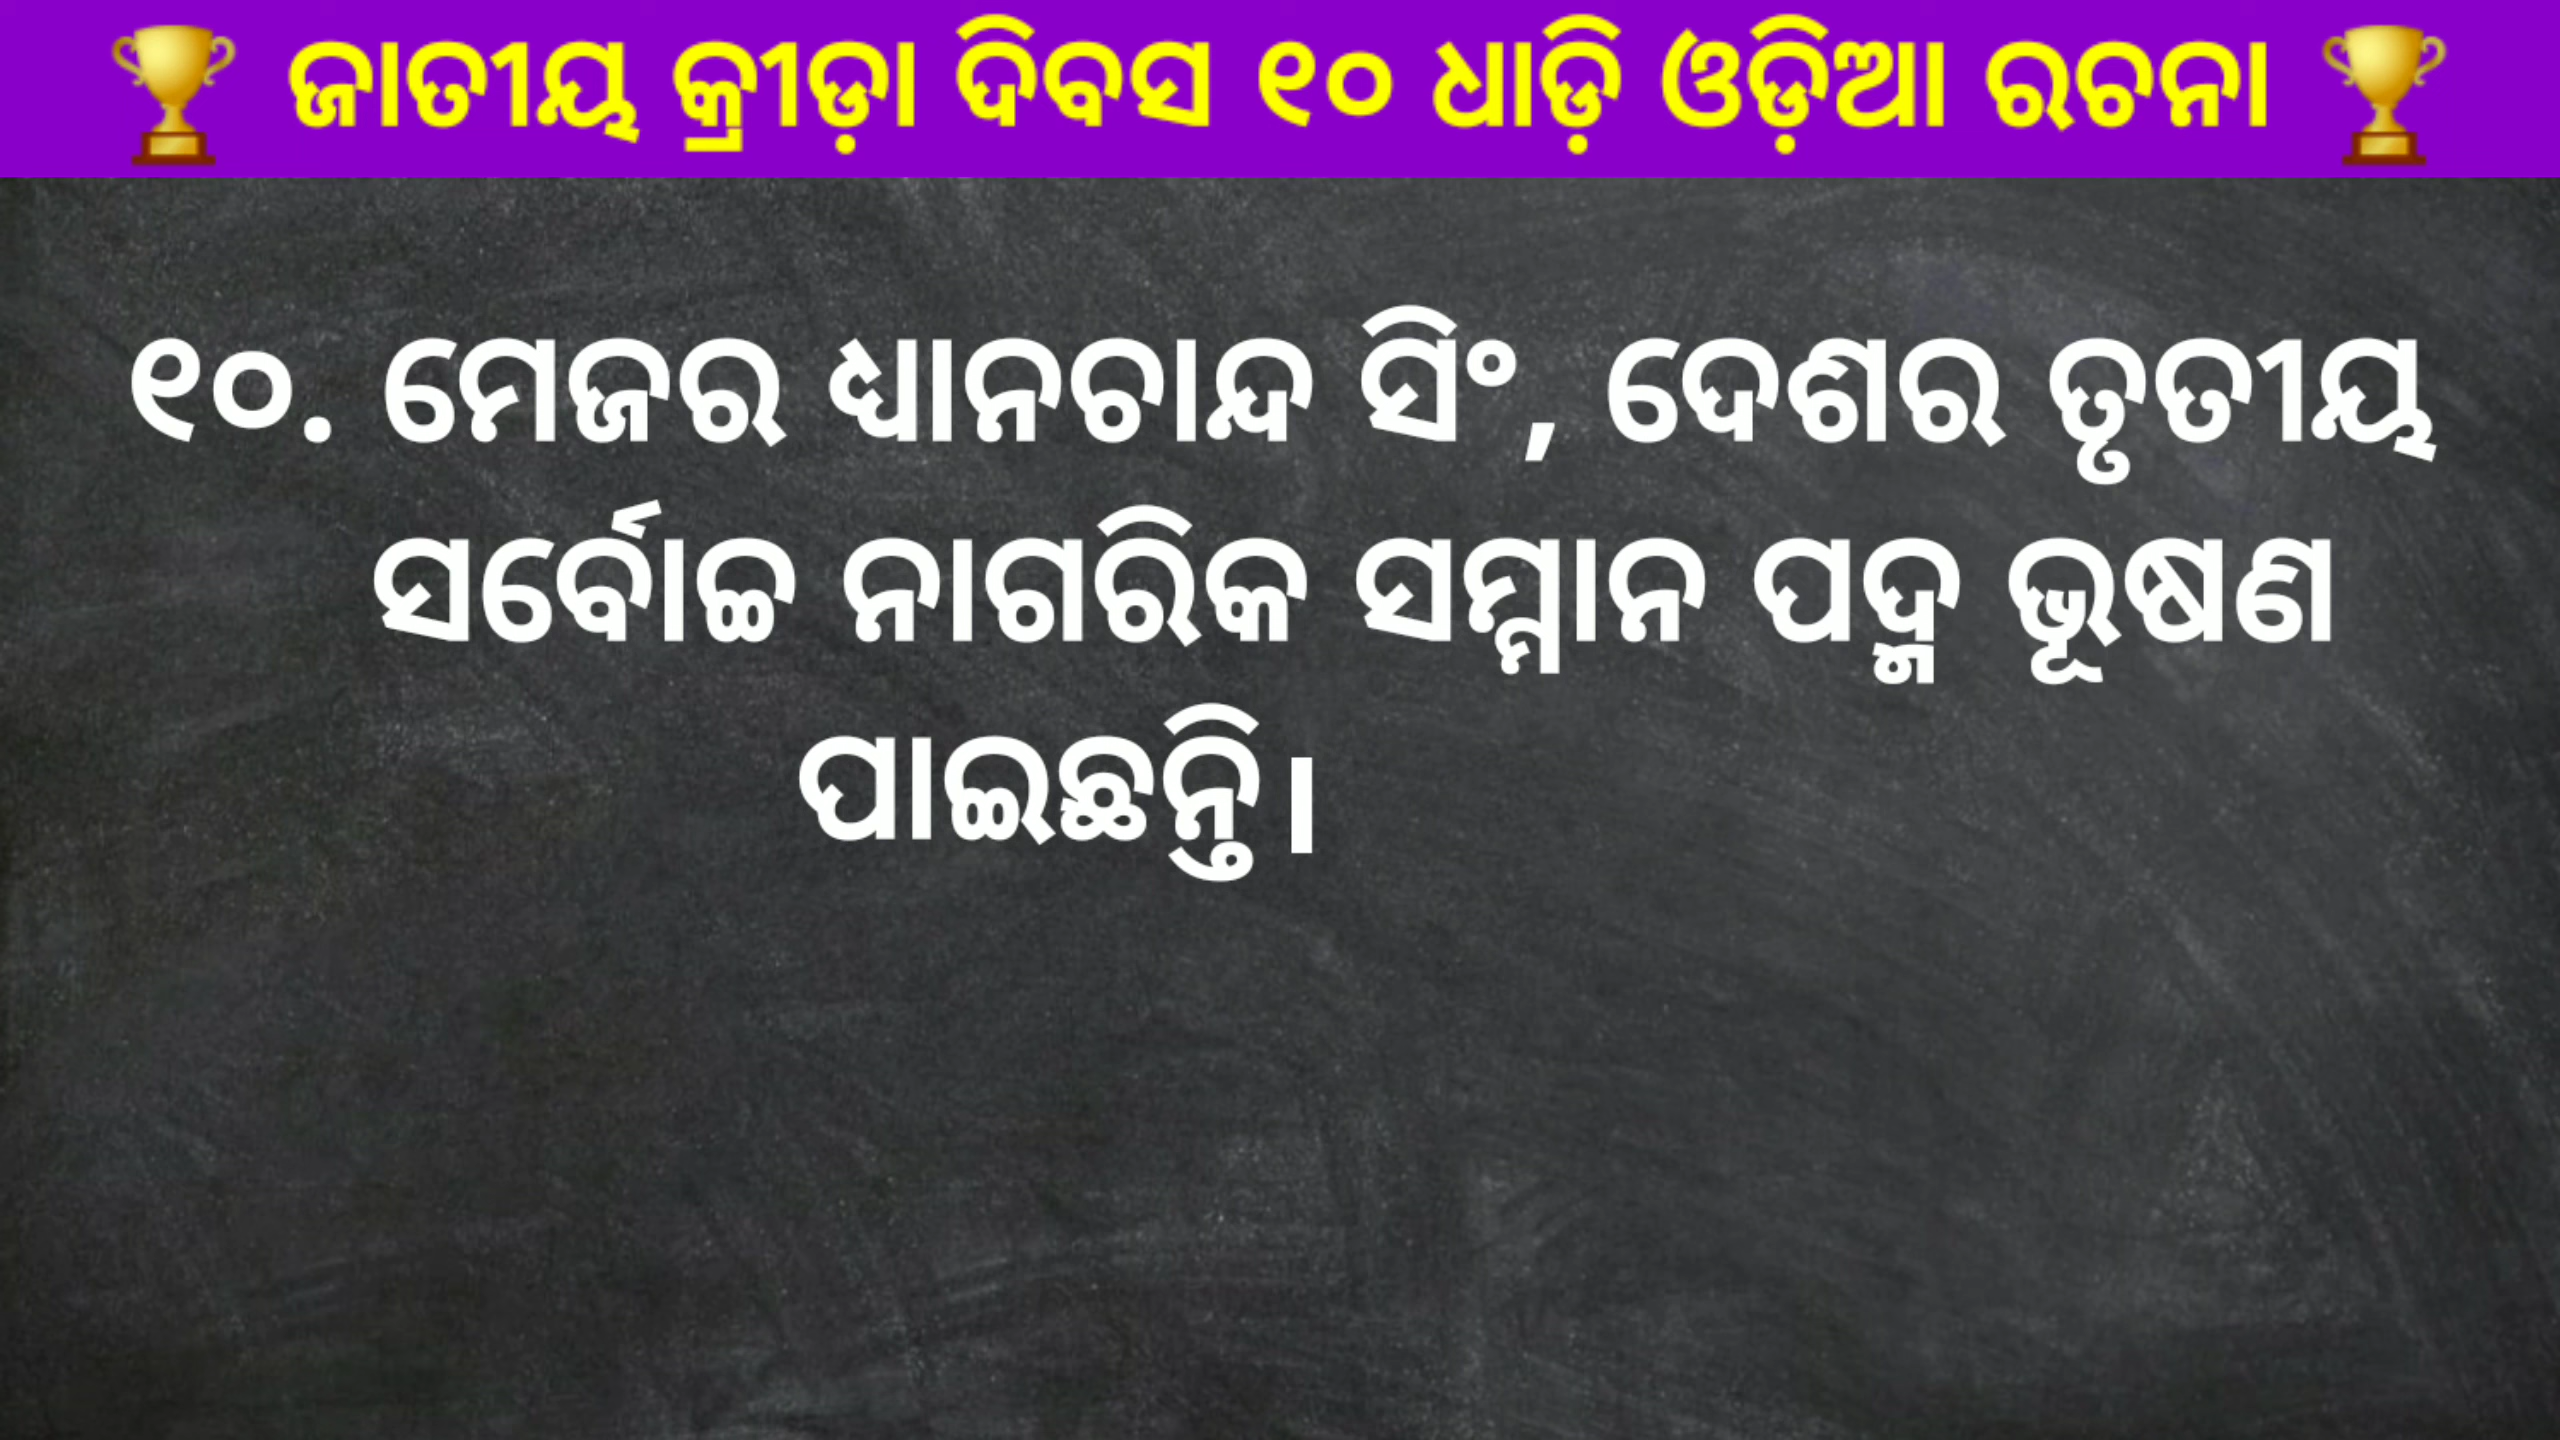 ଜାତୀୟ କ୍ରୀଡ଼ା ଦିବସ ୧୦ ଧାଡ଼ି ଓଡ଼ିଆ ରଚନା
୧୦. ମେଜର ଧ୍ୟାନଚାନ୍ଦ ସିଂ, ଦେଶର ତୃତୀୟ
ସର୍ବୋଚ୍ଚ ନାଗରିକ ସମ୍ମାନ ପଦ୍ମ ଭୂଷଣ
ପାଇଛନ୍ତି।